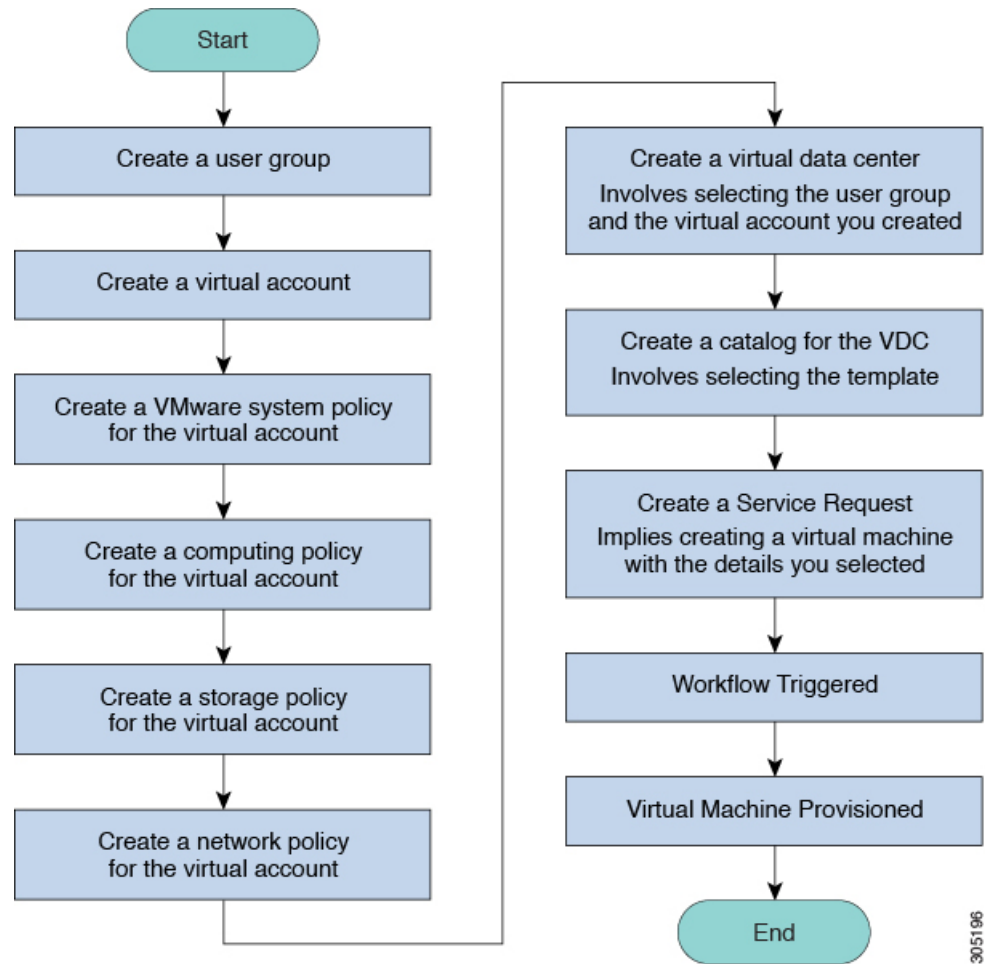 Start
Create a user group
Create a virtual account
Create a VMware system policy
for the virtual account
Create a computing policy
for the virtual account
Create a storage policy
for the virtual account
Create a network policy
for the virtual account
Create a virtual data center
Involves selecting the user group
and the virtual account you created
Create a catalog for the VDC
Involves selecting the template
Create a Service Request
Implies creating a virtual machine
with the details you selected
Workflow Triggered
Virtual Machine Provisioned
End
305196